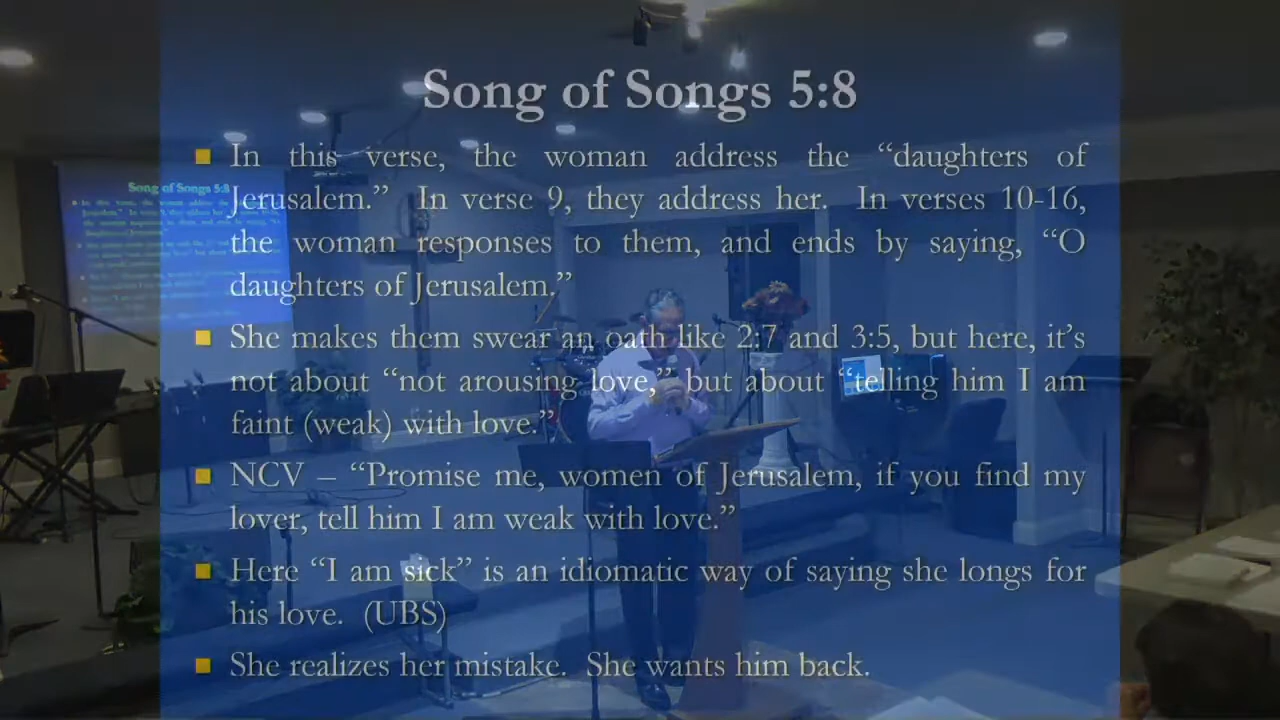 Song of Songs 5:8
In this verse, the woman address the “daughters of
Jerusalem.” In verse 9, they address her. In verses 10-16,
the woman responses to them, and ends by saying, “O
daughters of Jerusalem.”
She makes them swear an oath like 2:7 and 3:5, but here, it’s
not about “not arousing love,” but about “telling him I am
faint (weak) with love.”
NCV – “Promise me, women of Jerusalem, if you find my
lover, tell him I am weak with love.”
Here “I am sick” is an idiomatic way of saying she longs for
his love. (UBS)
She realizes her mistake. She wants him back.
Song of Songs 5:8